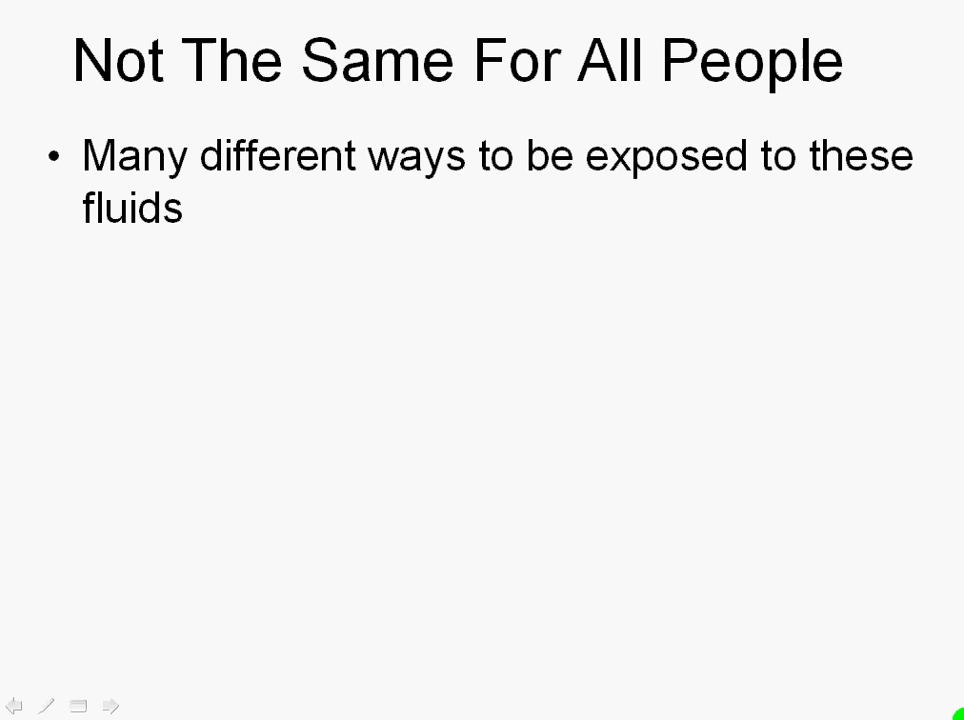 Not The Same For All People
• Many different ways to be exposed to these
fluids